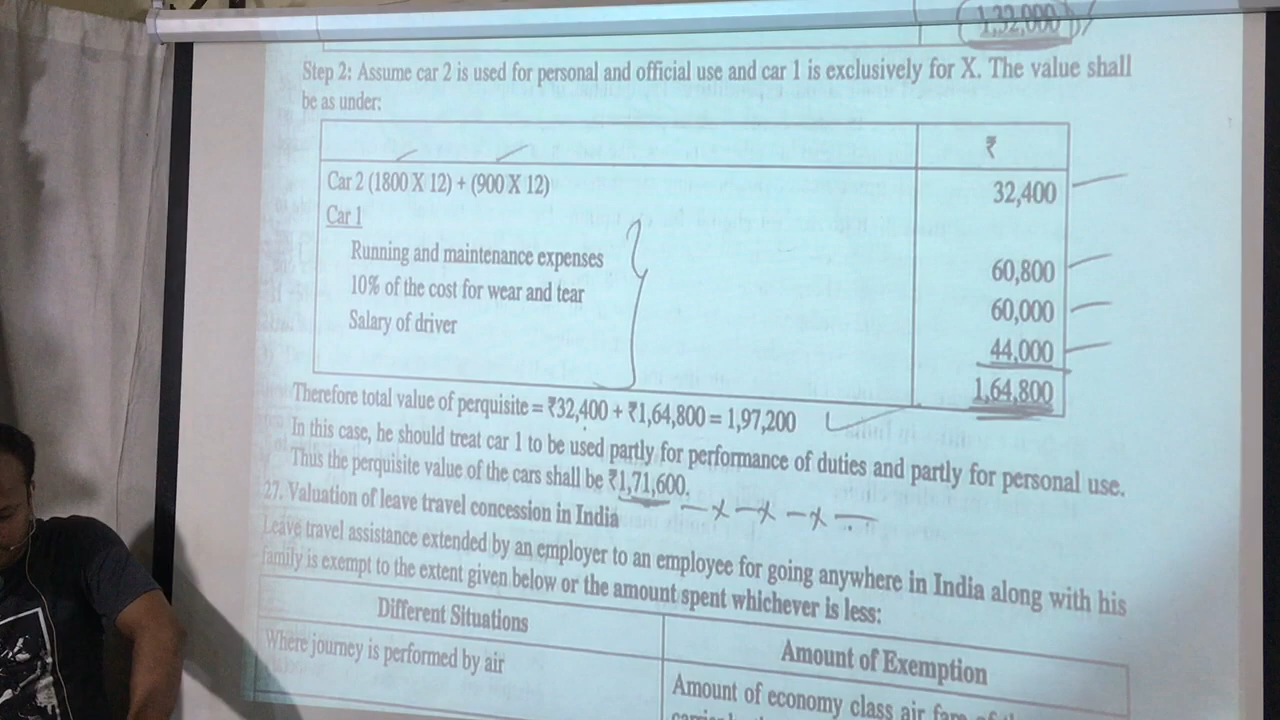 1,32,000
Step 2: Assume car 2 is used for personal and official use and car 1 is exclusively for X. The value shall
be as under:
₹
Car 2 (1800 X 12) + (900 X 12) 32,400
Car 1
Running and maintenance expenses 60,800
10% of the cost for wear and tear 60,000
Salary of driver 44,000
1,64,800
Therefore total value of perquisite = ₹32,400 + ₹1,64,800 = 1,97,200
In this case, he should treat car 1 to be used partly for performance of duties and partly for personal use.
Thus the perquisite value of the cars shall be ₹1,71,600.
27. Valuation of leave travel concession in India
Leave travel assistance extended by an employer to an employee for going anywhere in India along with his
family is exempt to the extent given below or the amount spent whichever is less:
Different Situations Amount of Exemption
Where journey is performed by air Amount of economy class air fare of